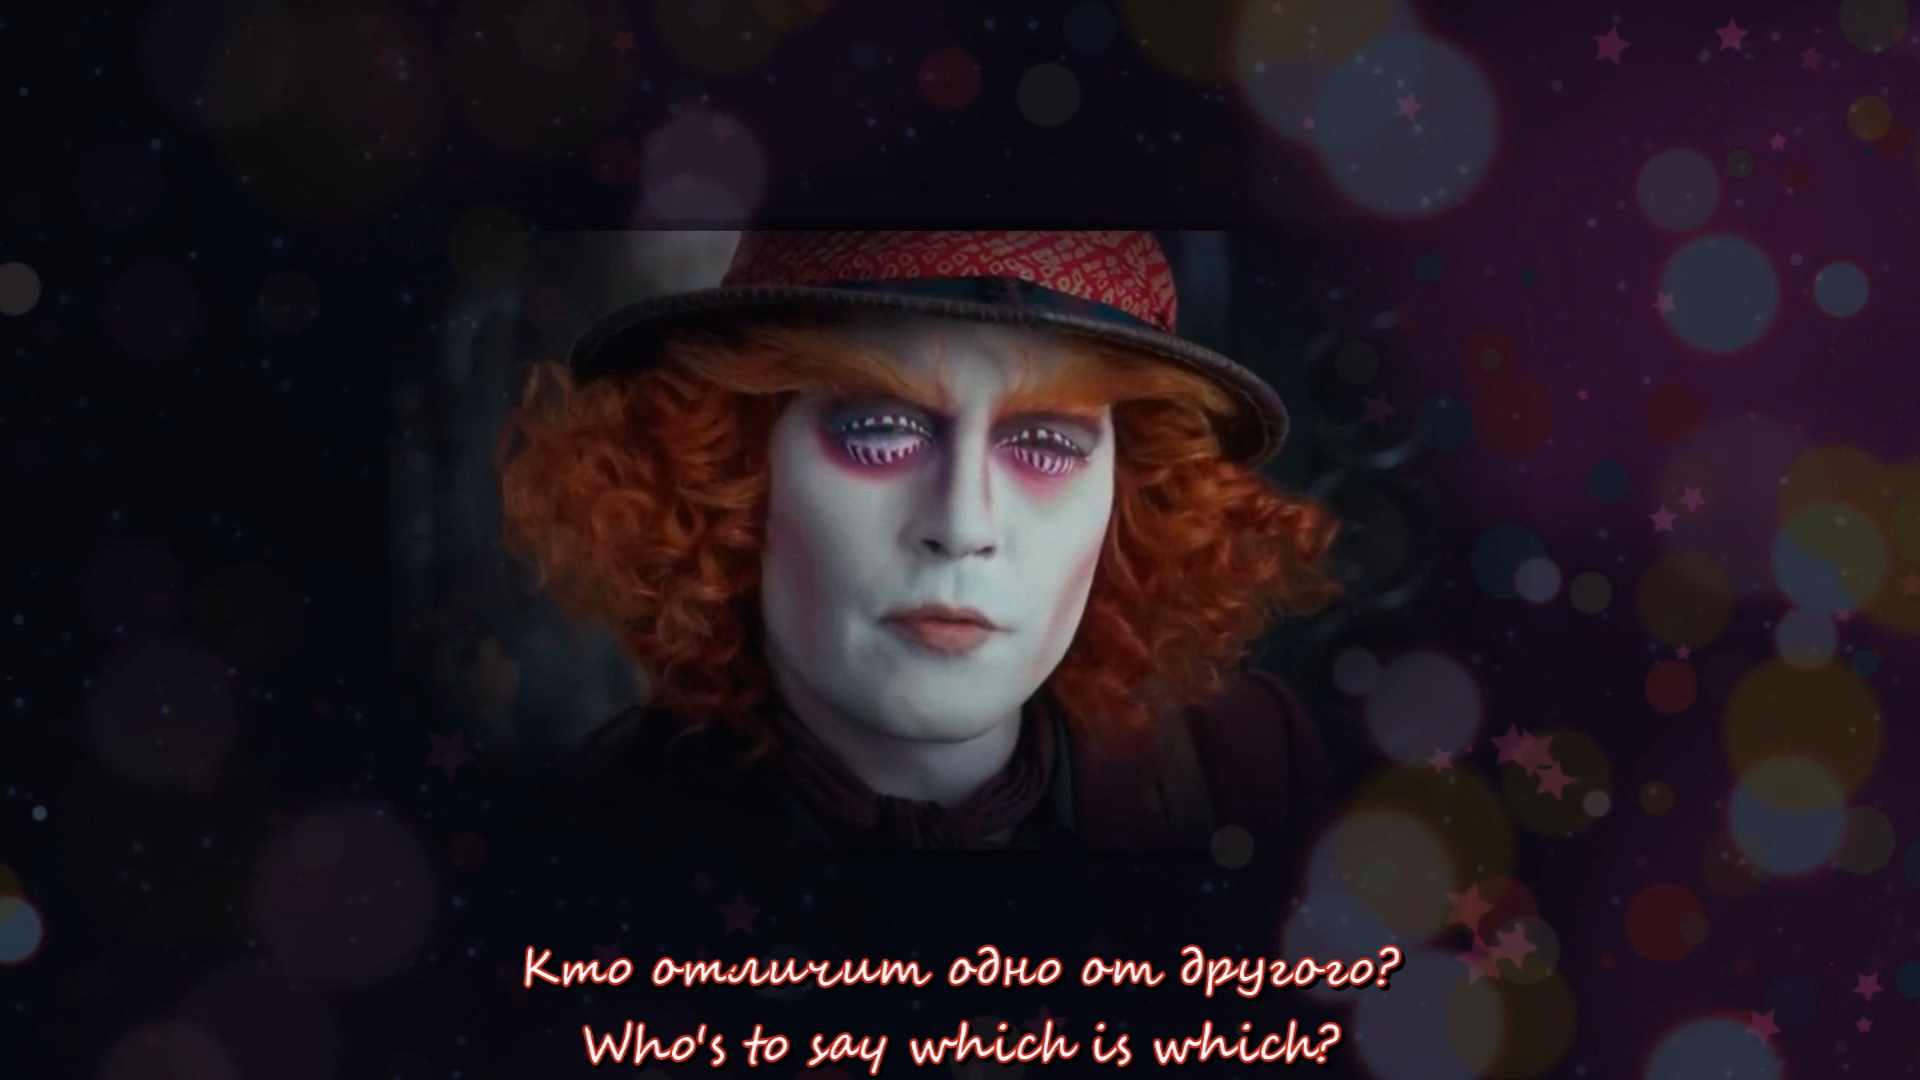 Кто отличит одно от другого?
Who's to say which is which?